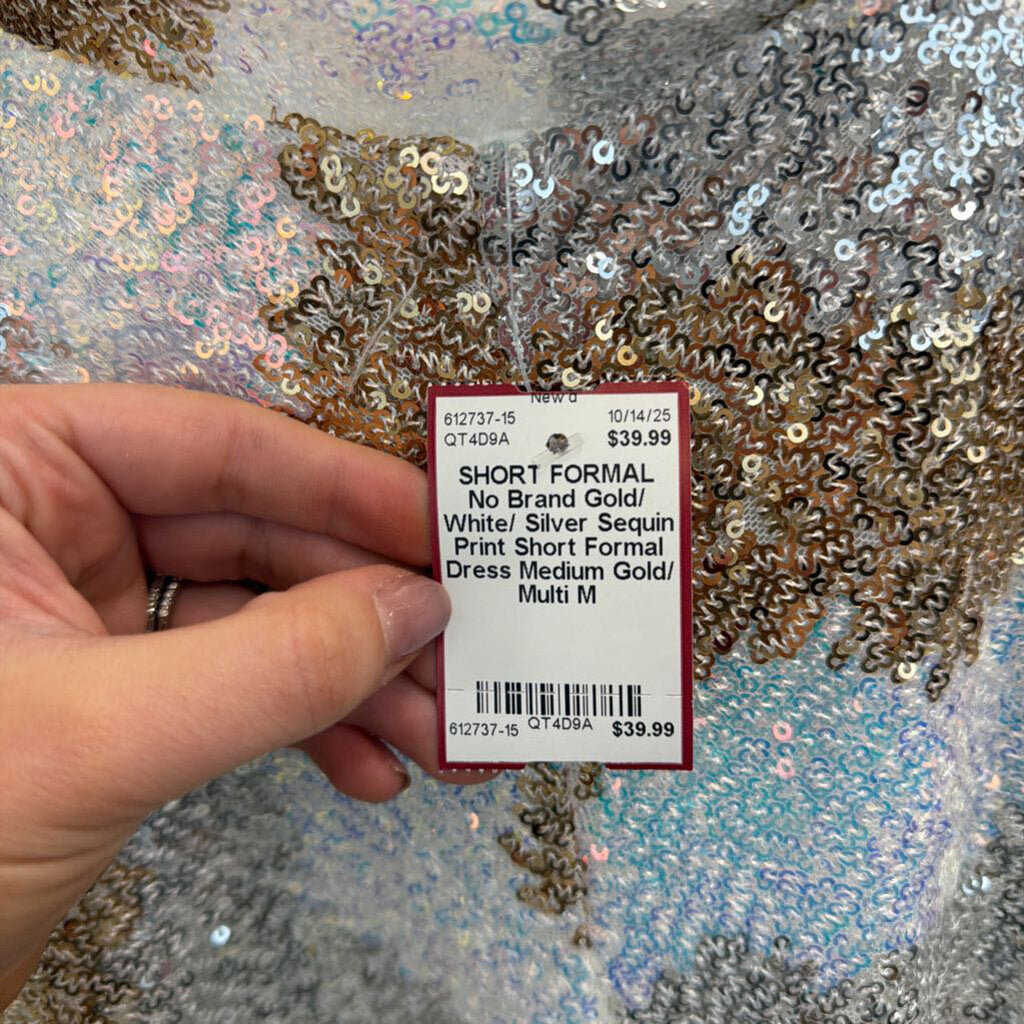 New d
612737-15 10/14/25
QT4D9A $39.99
SHORT FORMAL
No Brand Gold/
White/ Silver Sequin
Print Short Formal
Dress Medium Gold/
Multi M
612737-15 QT4D9A $39.99